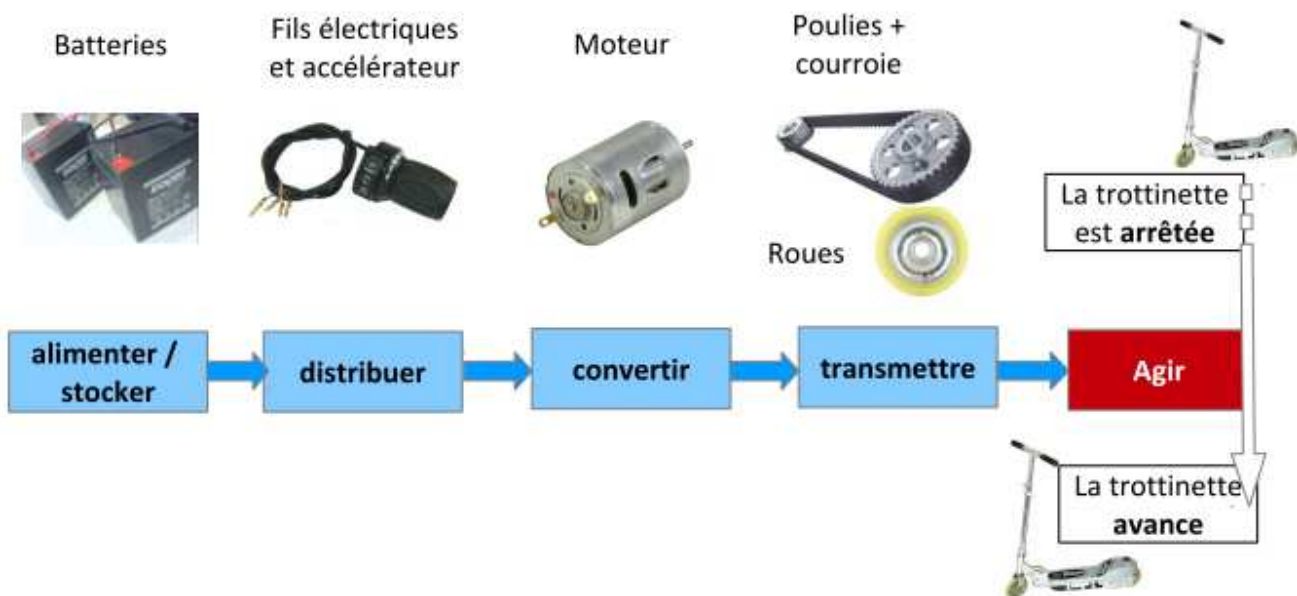 Batteries
Fils électriques
et accélérateur
Moteur
Poulies +
courroie
Roues
La trottinette
est arrêtée
alimenter /
stocker
distribuer
convertir
transmettre
Agir
La trottinette
avance